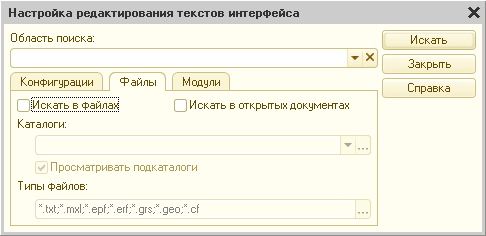 Настройка редактирования текстов интерфейса
Область поиска:
Искать
Закрыть
Справка
Конфигурации Файлы Модули
Искать в файлах Искать в открытых документах
Каталоги:
Просматривать подкаталоги
Типы файлов:
*.txt;*.mxl;*.epf;*.erf;*.grs;*.geo;*.cf